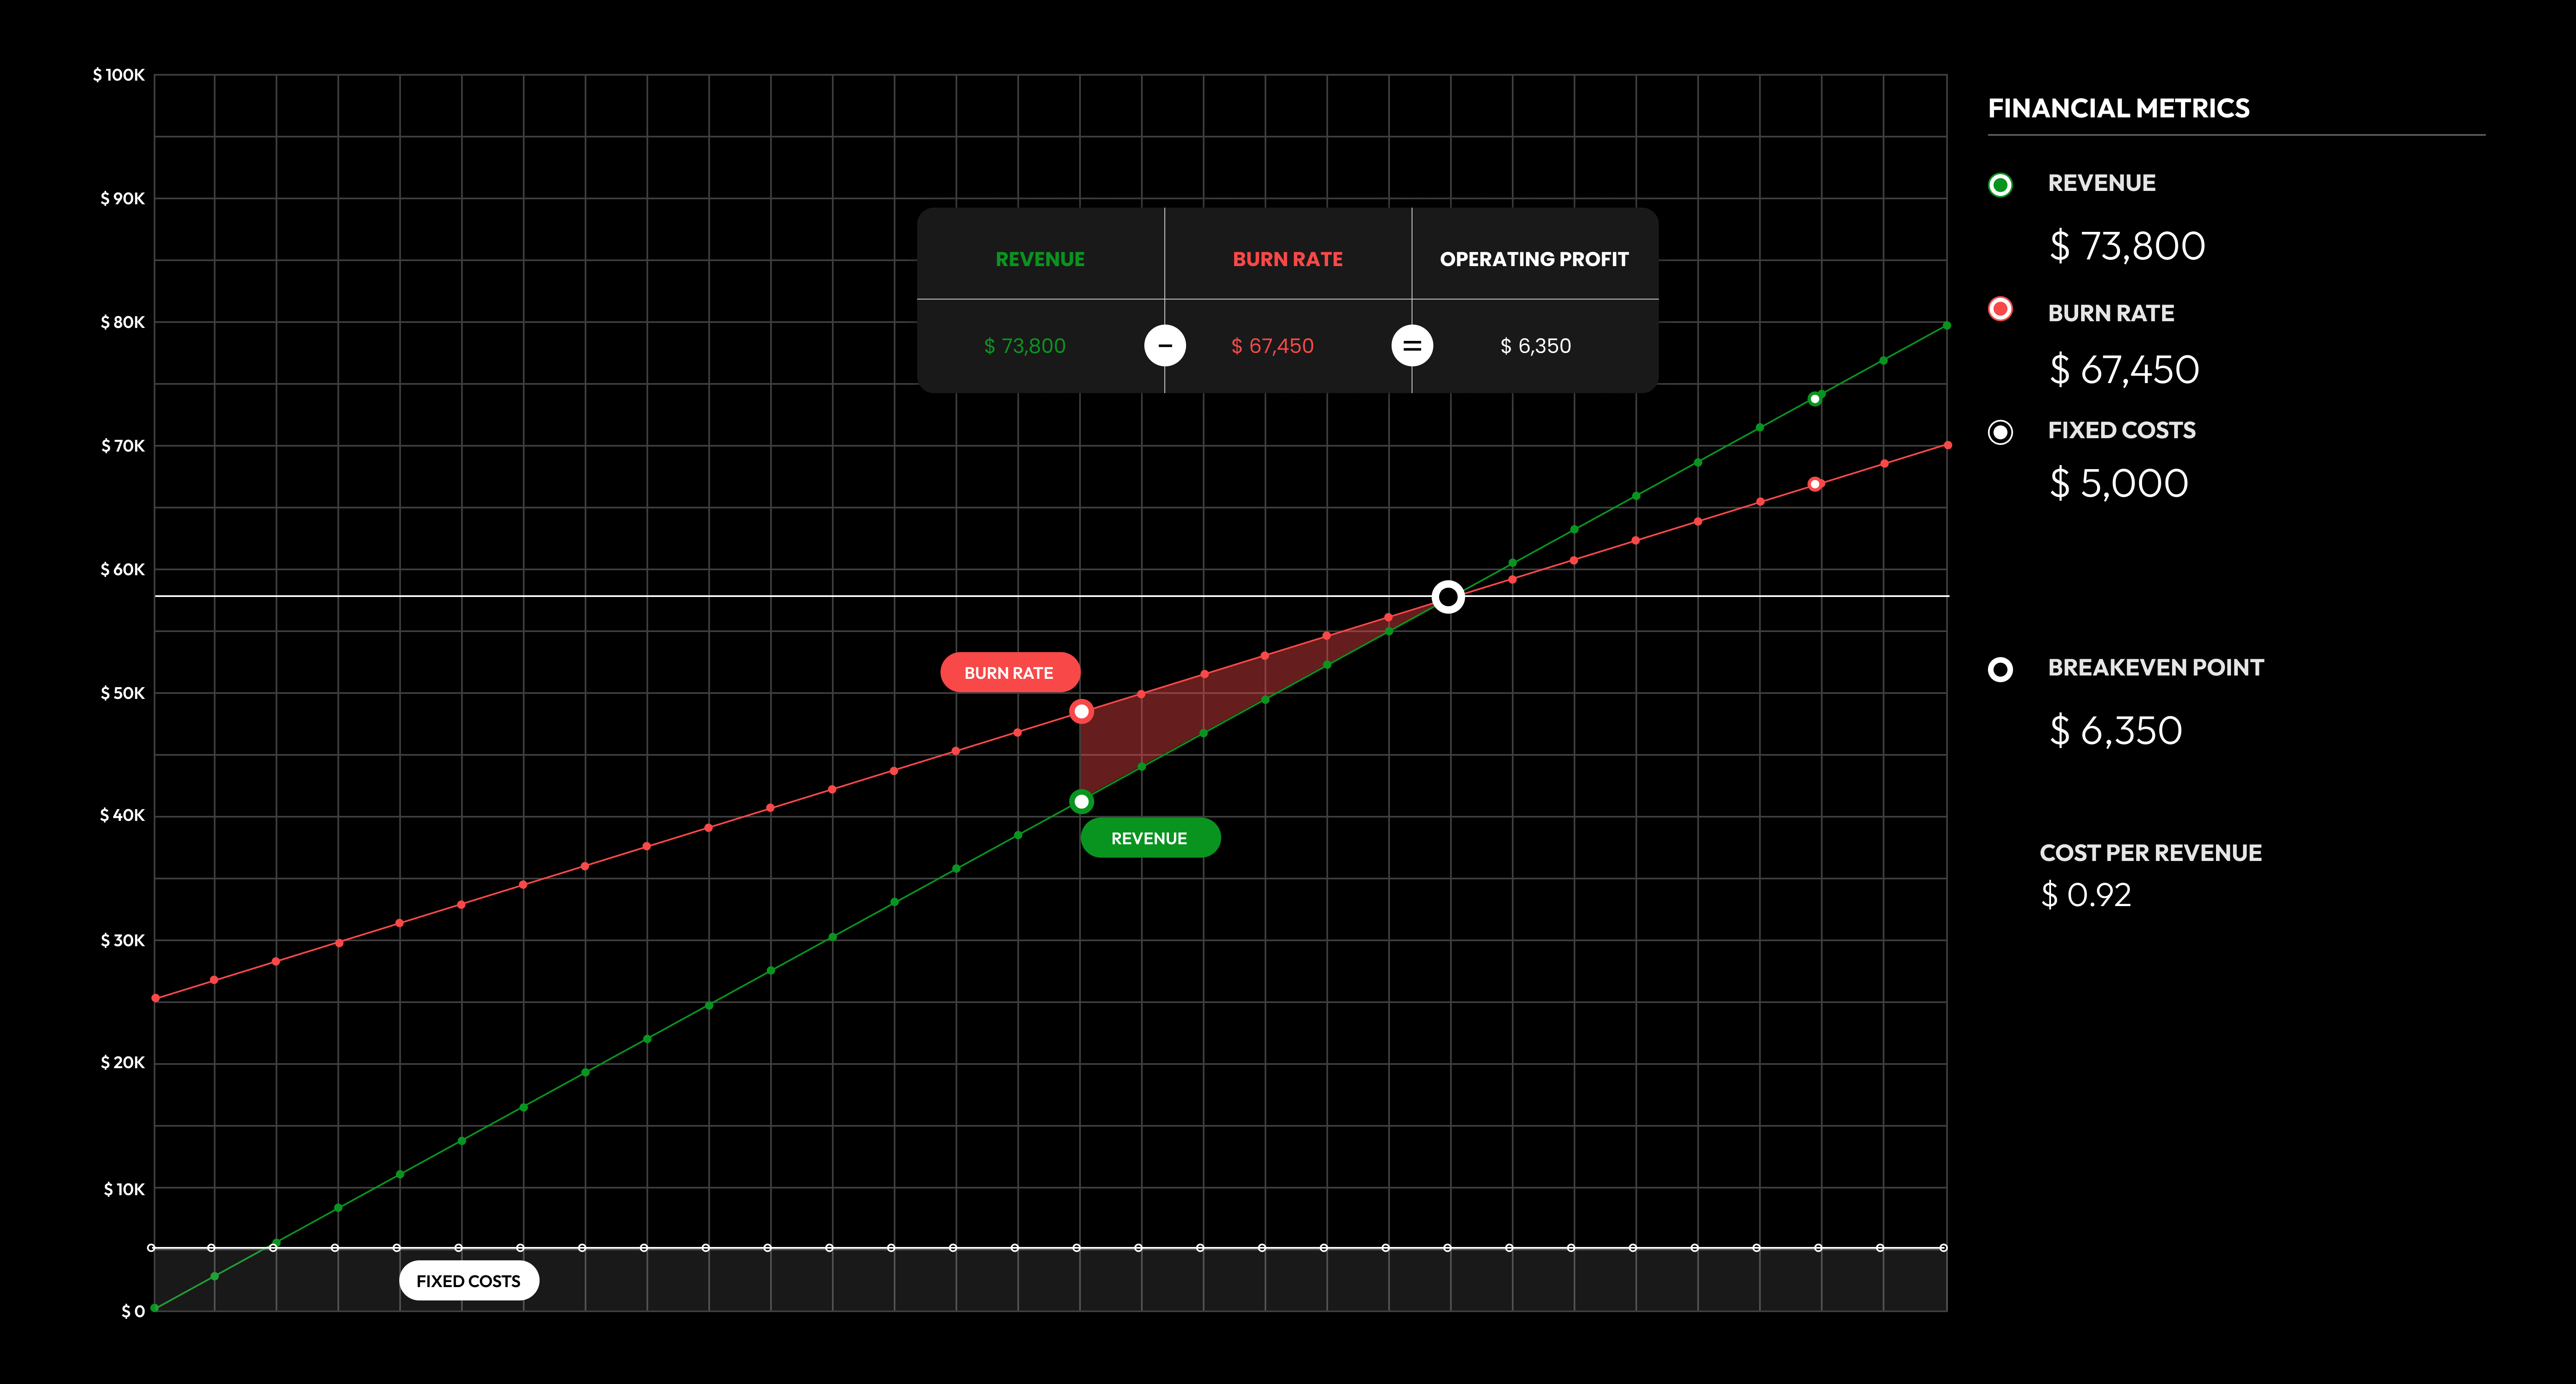 $ 100K
$ 90K
$ 80K
$ 70K
$ 60K
$ 50K
$ 40K
$ 30K
$ 20K
$ 10K
$ 0
REVENUE
BURN RATE
OPERATING PROFIT
$ 73,800
-
$ 67,450
=
$ 6,350
BURN RATE
REVENUE
FIXED COSTS
FINANCIAL METRICS
REVENUE
$ 73,800
BURN RATE
$ 67,450
FIXED COSTS
$ 5,000
BREAKEVEN POINT
$ 6,350
COST PER REVENUE
$ 0.92